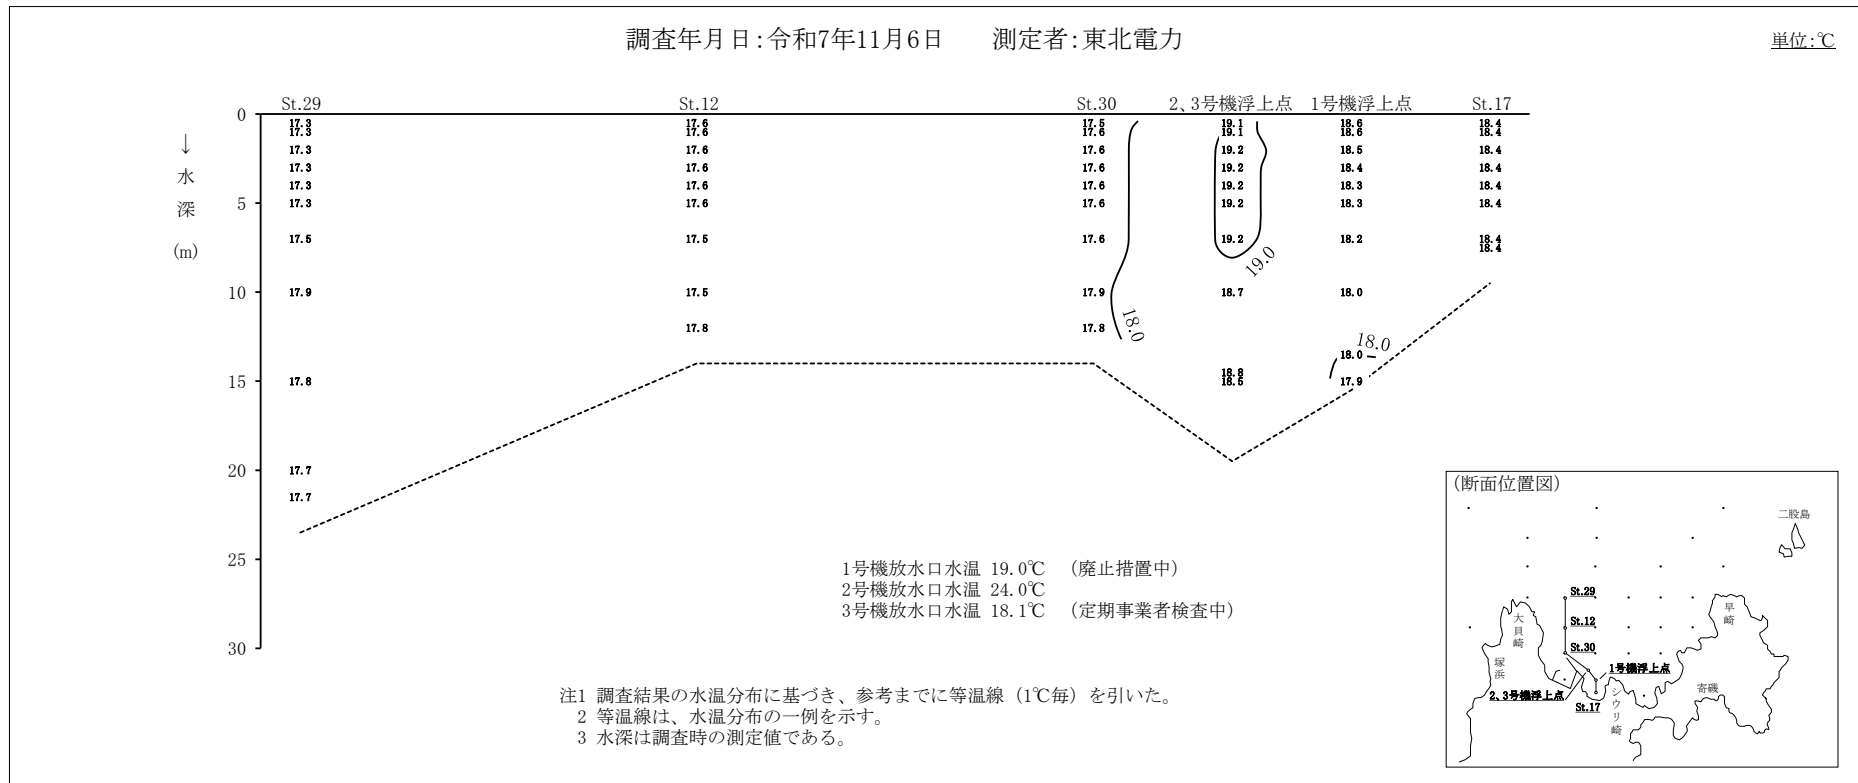 調査年月日:令和7年11月6日　　測定者:東北電力
単位:℃
St.29 St.12 St.30 2、3号機浮上点 1号機浮上点 St.17
0
17.3 17.6 17.5 19.1 18.6 18.4
17.3 17.6 17.6 19.1 18.6 18.4
17.3 17.6 17.6 19.2 18.5 18.4
17.3 17.6 17.6 19.2 18.4 18.4
17.3 17.6 17.6 19.2 18.3 18.4
5 17.3 17.6 17.6 19.2 18.3 18.4
17.5 17.5 17.6 19.2 18.2 18.4
18.4
19.0
10 17.9 17.5 17.9 18.7 18.0
17.8 17.8 18.0
18.0 18.0
18.8
15 17.8 18.5 17.9
20 17.7
17.7
25
30
↓
水
深
(m)
1号機放水口水温 19.0℃　(廃止措置中)
2号機放水口水温 24.0℃
3号機放水口水温 18.1℃　(定期事業者検査中)
注1 調査結果の水温分布に基づき、参考までに等温線（1℃毎）を引いた。
2 等温線は、水温分布の一例を示す。
3 水深は調査時の測定値である。
(断面位置図)
二股島
St.29
St.12
St.30
大貝崎
早崎
塚浜
1号機浮上点
2、3号機浮上点
St.17
シウリ崎
寄磯